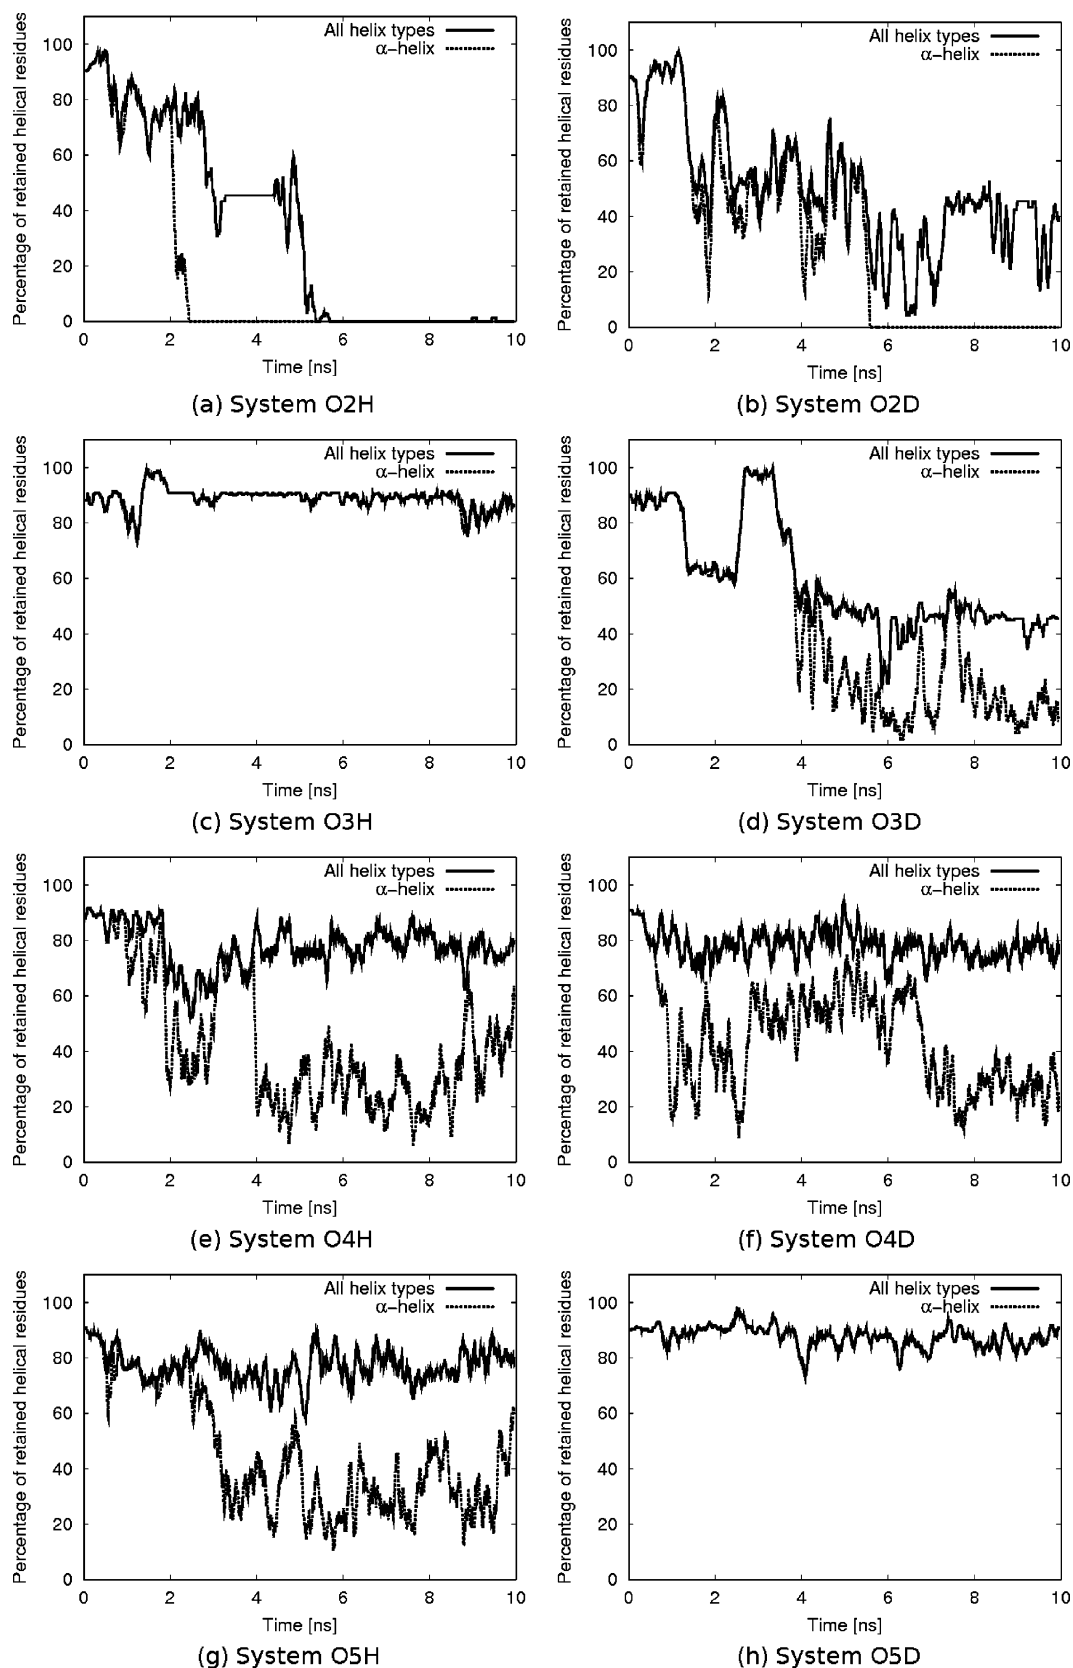 Percentage of retained helical residues
100
80
60
40
20
0
0 2 4 6 8 10
Time [ns]
All helix types
α-helix
(a) System O2H
Percentage of retained helical residues
100
80
60
40
20
0
0 2 4 6 8 10
Time [ns]
All helix types
α-helix
(b) System O2D
Percentage of retained helical residues
100
80
60
40
20
0
0 2 4 6 8 10
Time [ns]
All helix types
α-helix
(c) System O3H
Percentage of retained helical residues
100
80
60
40
20
0
0 2 4 6 8 10
Time [ns]
All helix types
α-helix
(d) System O3D
Percentage of retained helical residues
100
80
60
40
20
0
0 2 4 6 8 10
Time [ns]
All helix types
α-helix
(e) System O4H
Percentage of retained helical residues
100
80
60
40
20
0
0 2 4 6 8 10
Time [ns]
All helix types
α-helix
(f) System O4D
Percentage of retained helical residues
100
80
60
40
20
0
0 2 4 6 8 10
Time [ns]
All helix types
α-helix
(g) System O5H
Percentage of retained helical residues
100
80
60
40
20
0
0 2 4 6 8 10
Time [ns]
All helix types
α-helix
(h) System O5D